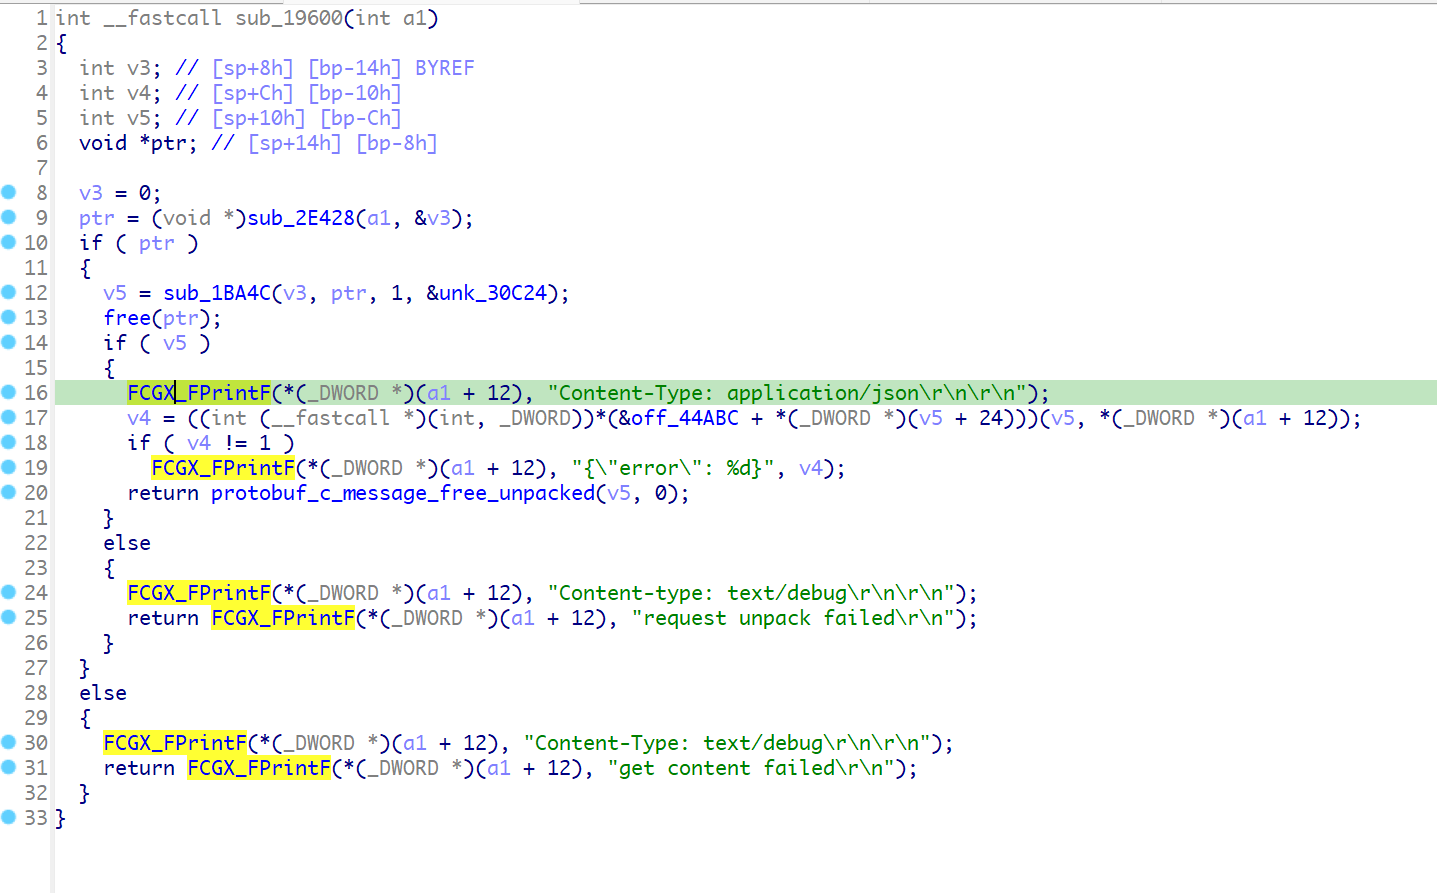 1 int __fastcall sub_19600(int a1)
2 {
3   int v3; // [sp+8h] [bp-14h] BYREF
4   int v4; // [sp+Ch] [bp-10h]
5   int v5; // [sp+10h] [bp-Ch]
6   void *ptr; // [sp+14h] [bp-8h]
7
8   v3 = 0;
9   ptr = (void *)sub_2E428(a1, &v3);
10   if ( ptr )
11   {
12     v5 = sub_1BA4C(v3, ptr, 1, &unk_30C24);
13     free(ptr);
14     if ( v5 )
15     {
16       FCGX_FPrintF(*(_DWORD *)(a1 + 12), "Content-Type: application/json\r\n\r\n");
17       v4 = ((int (__fastcall *)(int, _DWORD))*(&off_44ABC + *(_DWORD *)(v5 + 24)))(v5, *(_DWORD *)(a1 + 12));
18       if ( v4 != 1 )
19         FCGX_FPrintF(*(_DWORD *)(a1 + 12), "{\"error\": %d}", v4);
20       return protobuf_c_message_free_unpacked(v5, 0);
21     }
22     else
23     {
24       FCGX_FPrintF(*(_DWORD *)(a1 + 12), "Content-type: text/debug\r\n\r\n");
25       return FCGX_FPrintF(*(_DWORD *)(a1 + 12), "request unpack failed\r\n");
26     }
27   }
28   else
29   {
30     FCGX_FPrintF(*(_DWORD *)(a1 + 12), "Content-Type: text/debug\r\n\r\n");
31     return FCGX_FPrintF(*(_DWORD *)(a1 + 12), "get content failed\r\n");
32   }
33 }